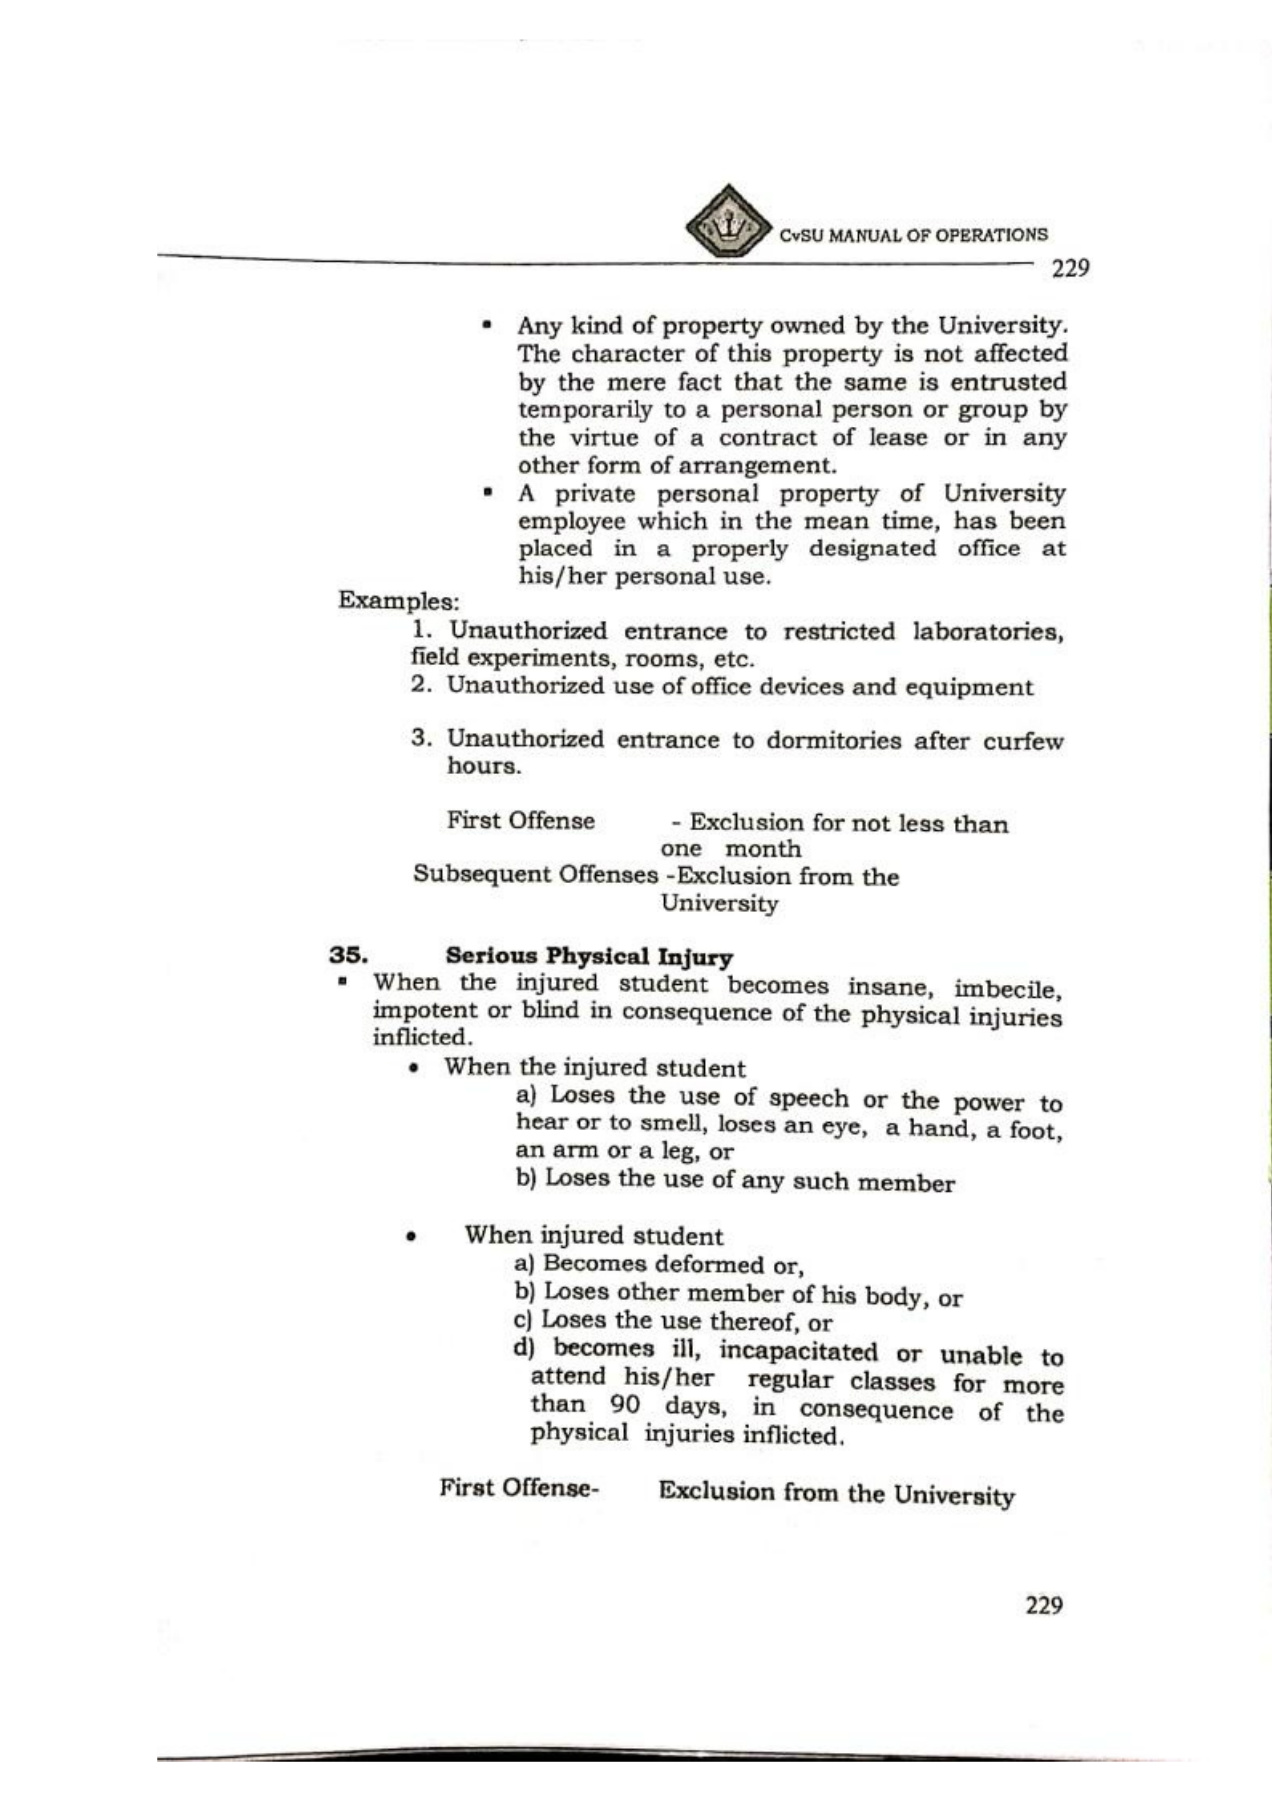 CvSU MANUAL OF OPERATIONS
229
▪ Any kind of property owned by the University.
The character of this property is not affected
by the mere fact that the same is entrusted
temporarily to a personal person or group by
the virtue of a contract of lease or in any
other form of arrangement.
▪ A private personal property of University
employee which in the mean time, has been
placed in a properly designated office at
his/her personal use.
Examples:
1. Unauthorized entrance to restricted laboratories,
field experiments, rooms, etc.
2. Unauthorized use of office devices and equipment
3. Unauthorized entrance to dormitories after curfew
hours.
First Offense - Exclusion for not less than
one month
Subsequent Offenses -Exclusion from the
University
35. Serious Physical Injury
▪ When the injured student becomes insane, imbecile,
impotent or blind in consequence of the physical injuries
inflicted.
• When the injured student
a) Loses the use of speech or the power to
hear or to smell, loses an eye, a hand, a foot,
an arm or a leg, or
b) Loses the use of any such member
• When injured student
a) Becomes deformed or,
b) Loses other member of his body, or
c) Loses the use thereof, or
d) becomes ill, incapacitated or unable to
attend his/her regular classes for more
than 90 days, in consequence of the
physical injuries inflicted.
First Offense- Exclusion from the University
229